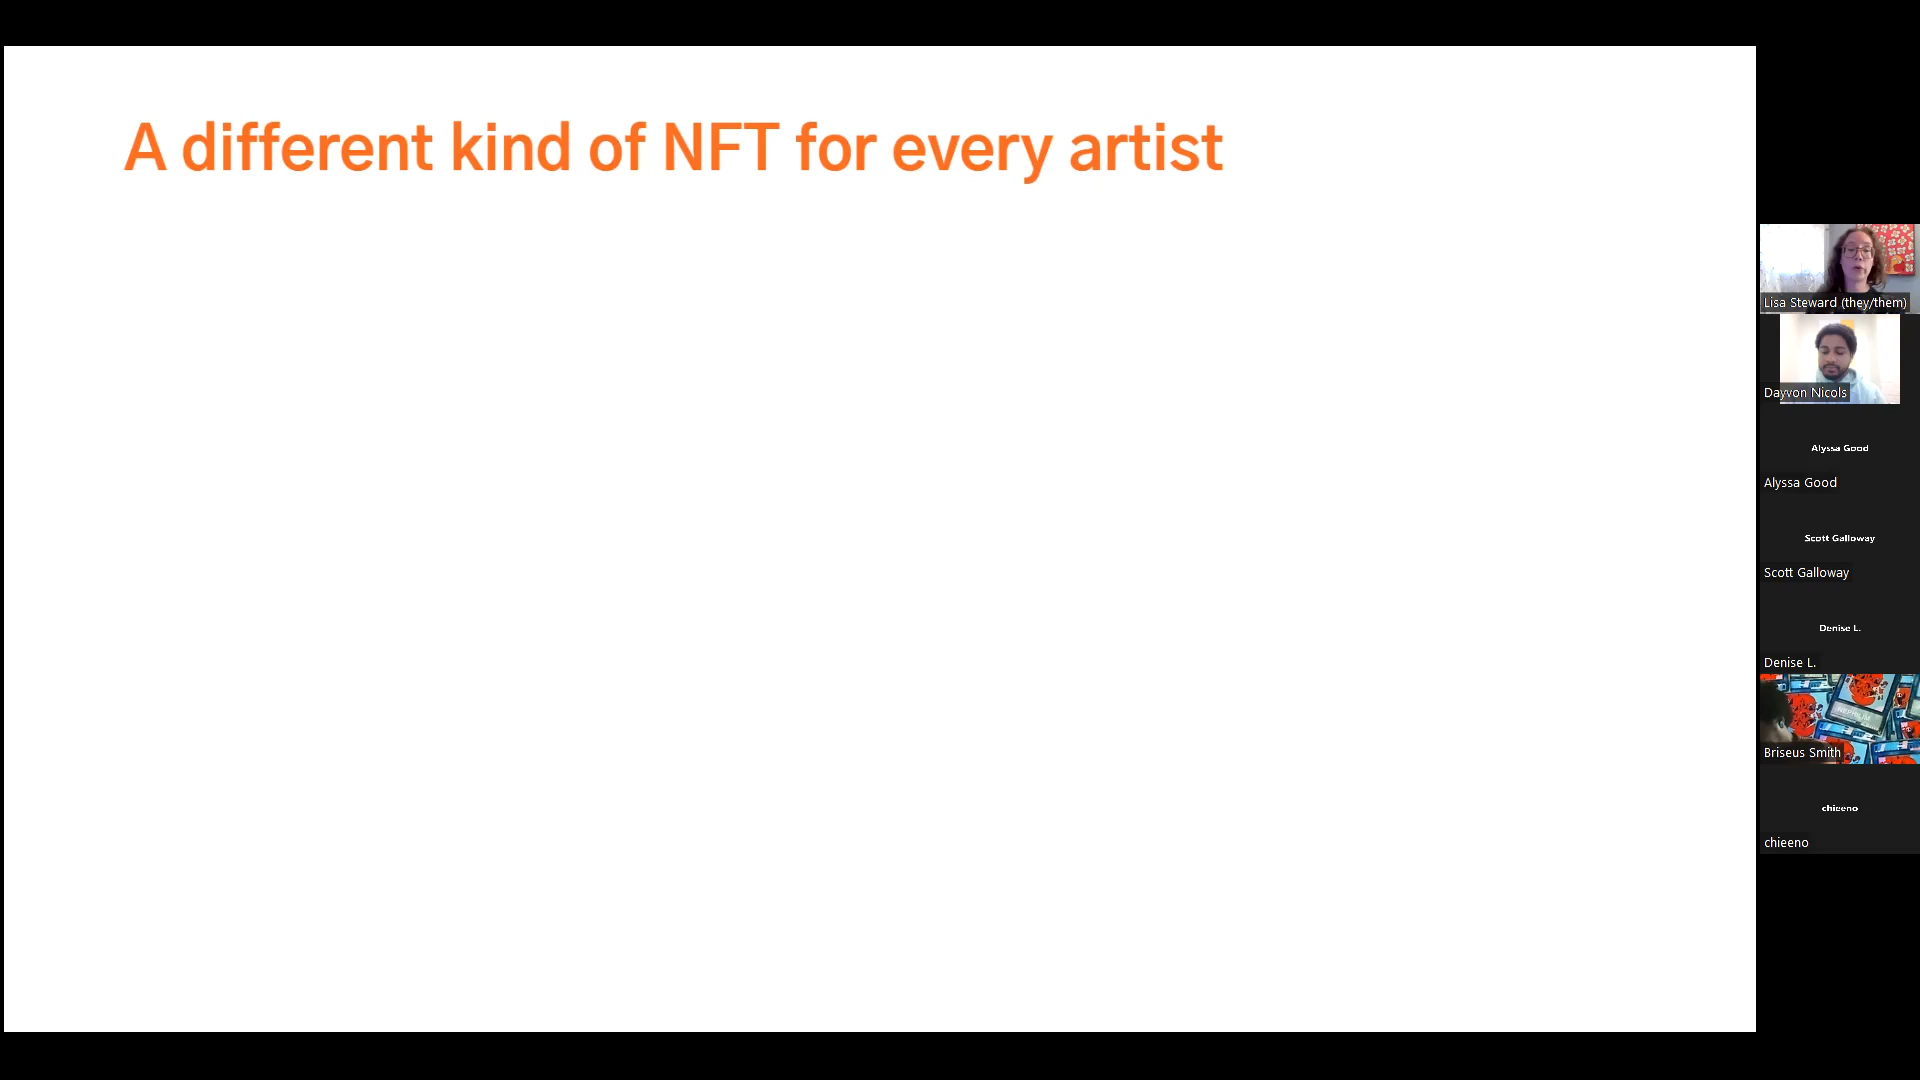 A different kind of NFT for every artist
Lisa Steward (they/them)
Dayvon Nicols
Alyssa Good
Alyssa Good
Scott Galloway
Scott Galloway
Denise L.
Denise L.
Briseus Smith
chieeno
chieeno